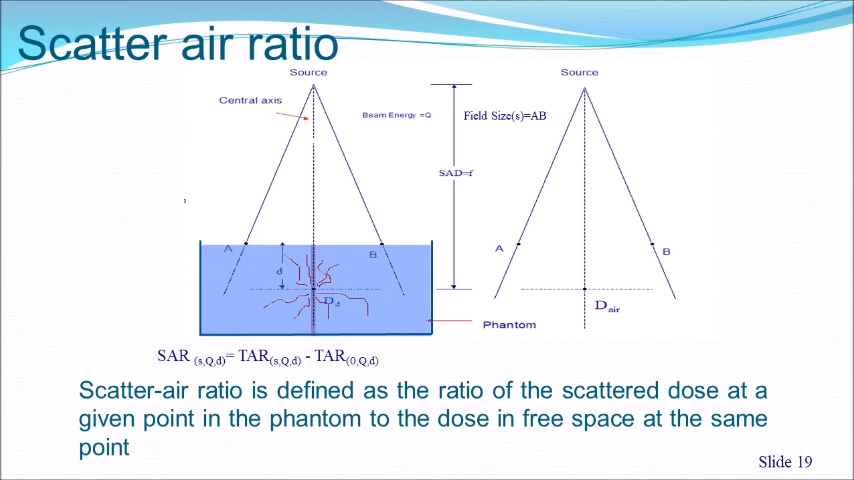 Scatter air ratio
Source
Source
Central axis
Beam Energy =Q
Field Size(s)=AB
SAD=f
A
B
A
B
d
Dd
Dair
Phantom
SAR (s,Q,d)= TAR(s,Q,d) - TAR(0,Q,d)
Scatter-air ratio is defined as the ratio of the scattered dose at a
given point in the phantom to the dose in free space at the same
point
Slide 19